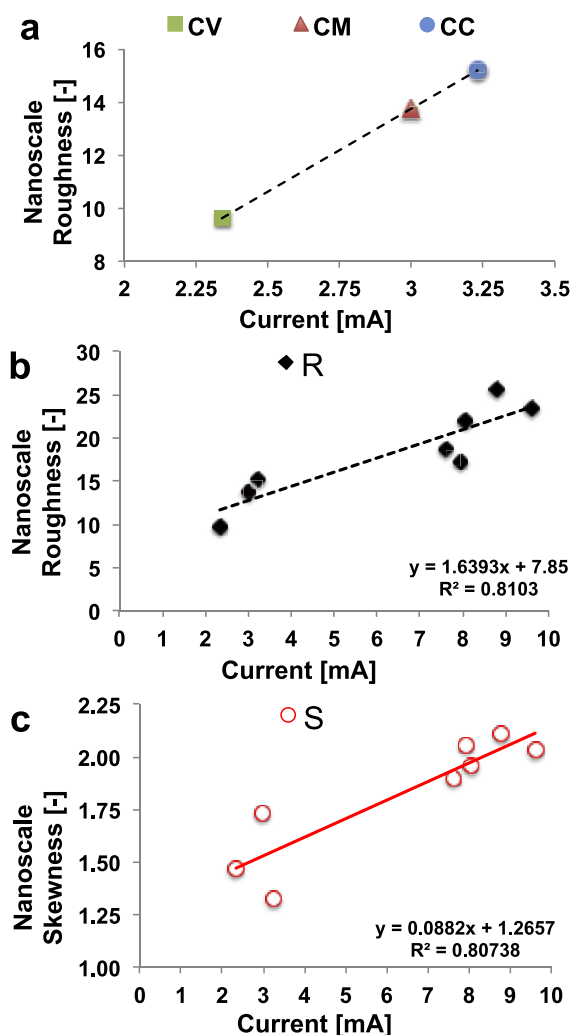 a
CV CM CC
Nanoscale
Roughness [-]
16
14
12
10
8
2 2.25 2.5 2.75 3 3.25 3.5
Current [mA]
b
R
Nanoscale
Roughness [-]
30
25
20
15
10
5
0
y = 1.6393x + 7.85
R² = 0.8103
0 1 2 3 4 5 6 7 8 9 10
Current [mA]
c
S
Nanoscale
Skewness [-]
2.25
2.00
1.75
1.50
1.25
1.00
y = 0.0882x + 1.2657
R² = 0.80738
0 1 2 3 4 5 6 7 8 9 10
Current [mA]